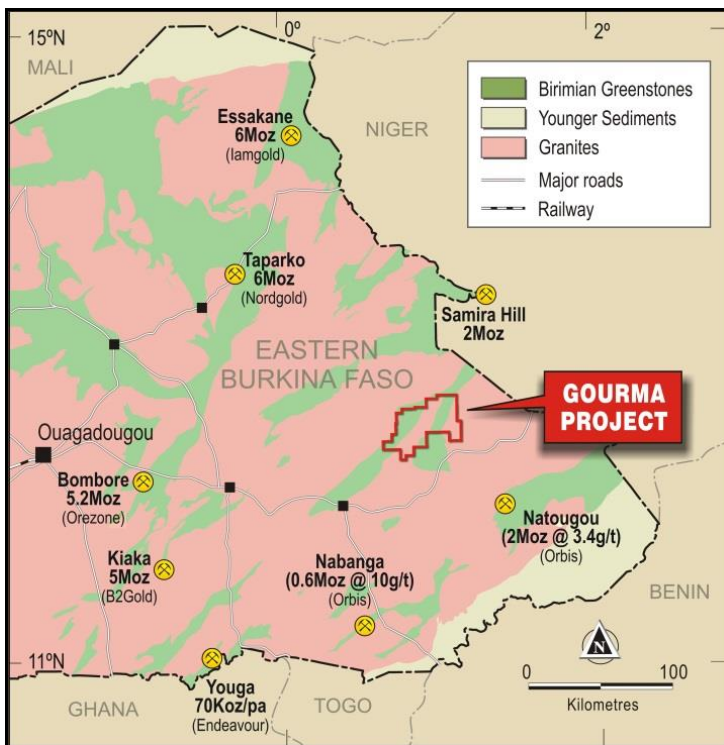 15ºN
0º
2º
MALI
NIGER
Birimian Greenstones
Younger Sediments
Granites
Major roads
Railway
Essakane
6Moz
(Iamgold)
Taparko
6Moz
(Nordgold)
Samira Hill
2Moz
EASTERN
BURKINA FASO
GOURMA
PROJECT
Ouagadougou
Bombore
5.2Moz
(Orezone)
Natougou
(2Moz @ 3.4g/t)
(Orbis)
Kiaka
5Moz
(B2Gold)
Nabanga
(0.6Moz @ 10g/t)
(Orbis)
BENIN
11ºN
N
0
100
Kilometres
Youga
70Koz/pa
(Endeavour)
GHANA
TOGO